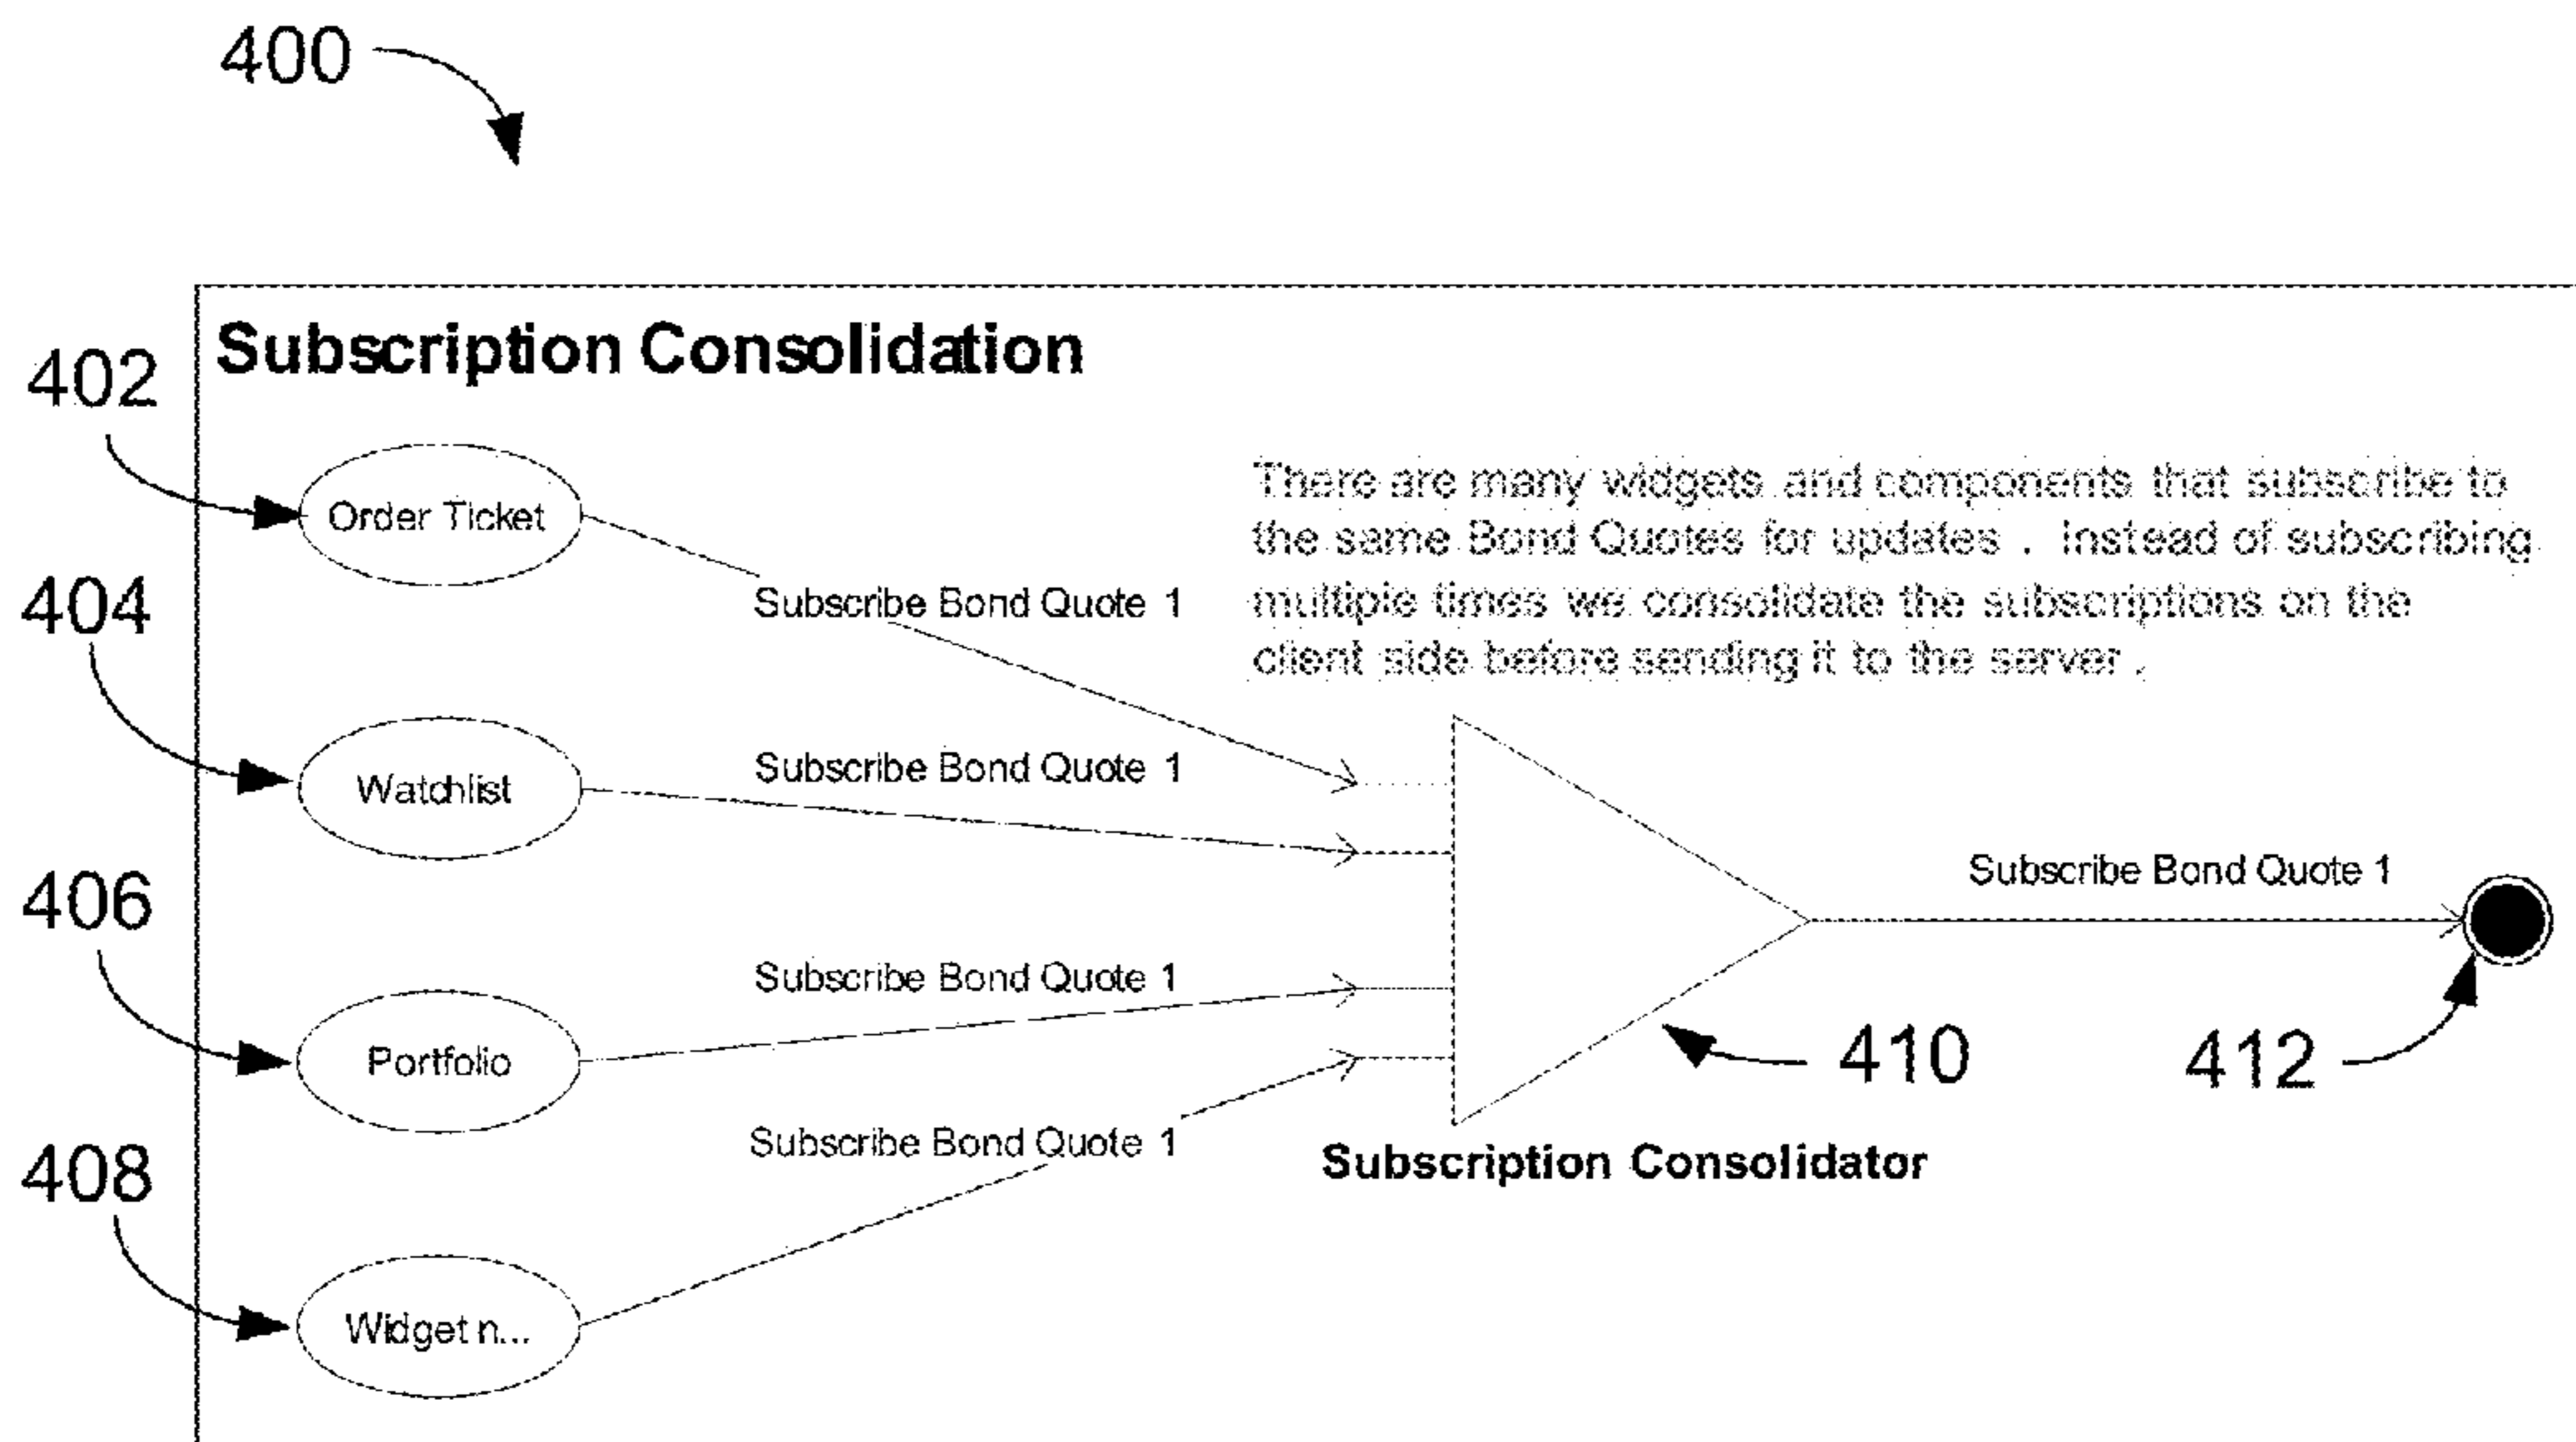 400
Subscription Consolidation
402
Order Ticket
There are many widgets and components that subscribe to
the same Bond Quotes for updates . Instead of subscribing
multiple times we consolidate the subscriptions on the
client side before sending it to the server .
404
Subscribe Bond Quote 1
Watchlist
Subscribe Bond Quote 1
406
Subscribe Bond Quote 1
Subscribe Bond Quote 1
Portfolio
410
412
408
Subscribe Bond Quote 1
Subscription Consolidator
Widget n...